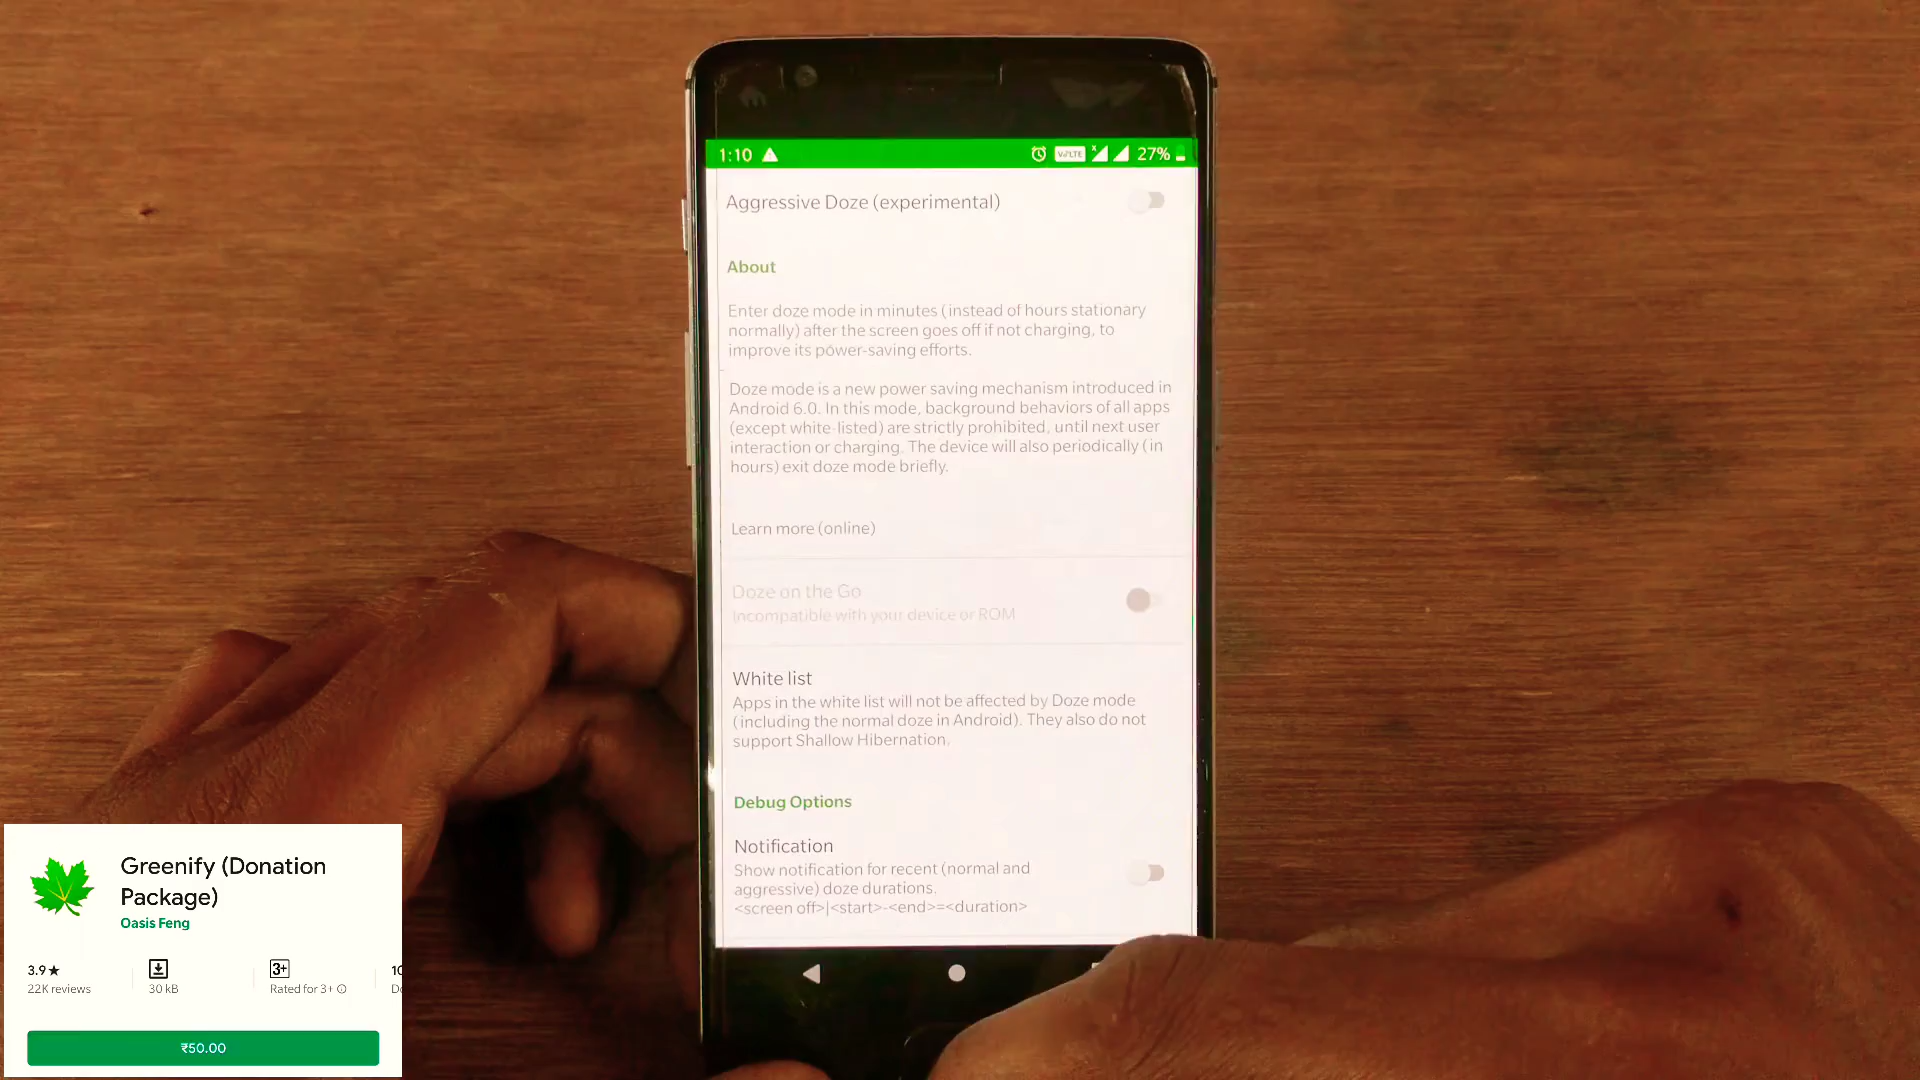 1:10
VoLTE
x
27%
Aggressive Doze (experimental)
About
Enter doze mode in minutes (instead of hours stationary
normally) after the screen goes off if not charging, to
improve its power-saving efforts.
Doze mode is a new power saving mechanism introduced in
Android 6.0. In this mode, background behaviors of all apps
(except white-listed) are strictly prohibited, until next user
interaction or charging. The device will also periodically (in
hours) exit doze mode briefly.
Learn more (online)
Doze on the Go
Incompatible with your device or ROM
White list
Apps in the white list will not be affected by Doze mode
(including the normal doze in Android). They also do not
support Shallow Hibernation.
Debug Options
Notification
Show notification for recent (normal and
aggressive) doze durations.
<screen off>|<start>-<end>=<duration>
Greenify (Donation
Package)
Oasis Feng
3.9★
22K reviews
30 kB
3+
Rated for 3+
₹50.00